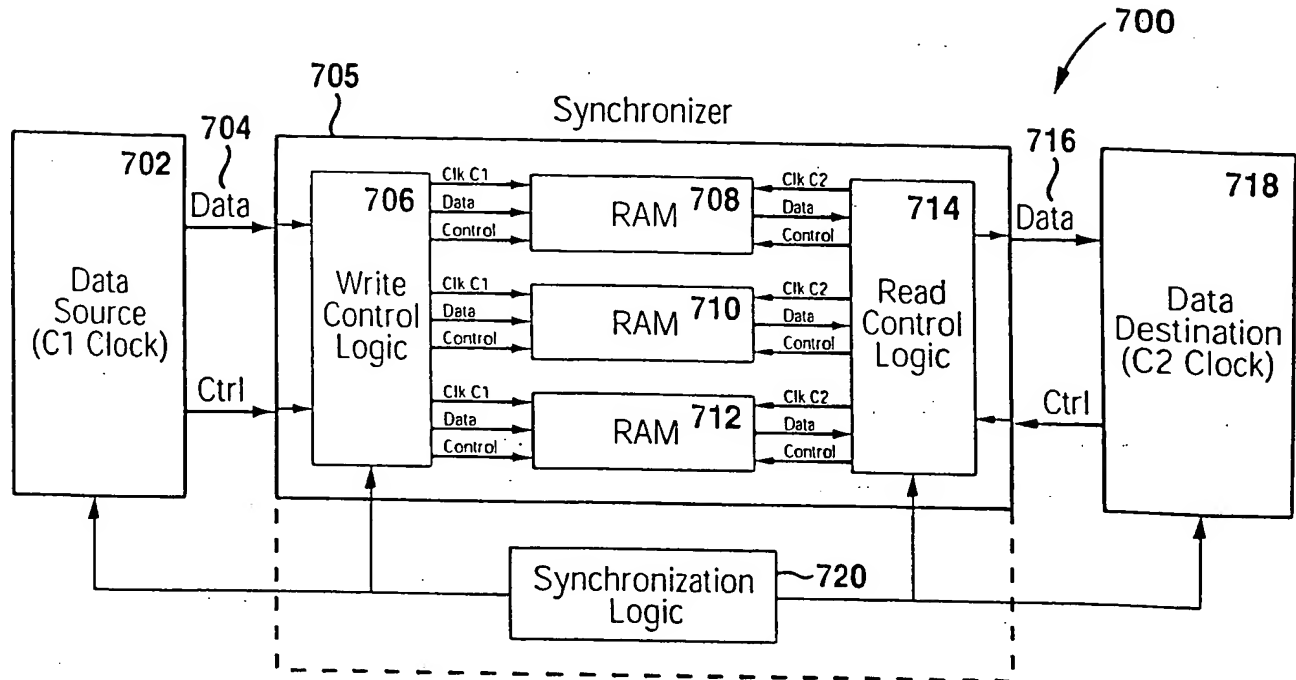 700
705
Synchronizer
704
716
702
Data
Data
718
706
Clk C1
Data
Control
RAM
708
Clk C2
Data
Control
714
Data
Source
(C1 Clock)
Write
Control
Logic
Clk C1
Data
Control
RAM
710
Clk C2
Data
Control
Read
Control
Logic
Data
Destination
(C2 Clock)
Ctrl
Clk C1
Data
Control
RAM
712
Clk C2
Data
Control
Ctrl
Synchronization
Logic
720